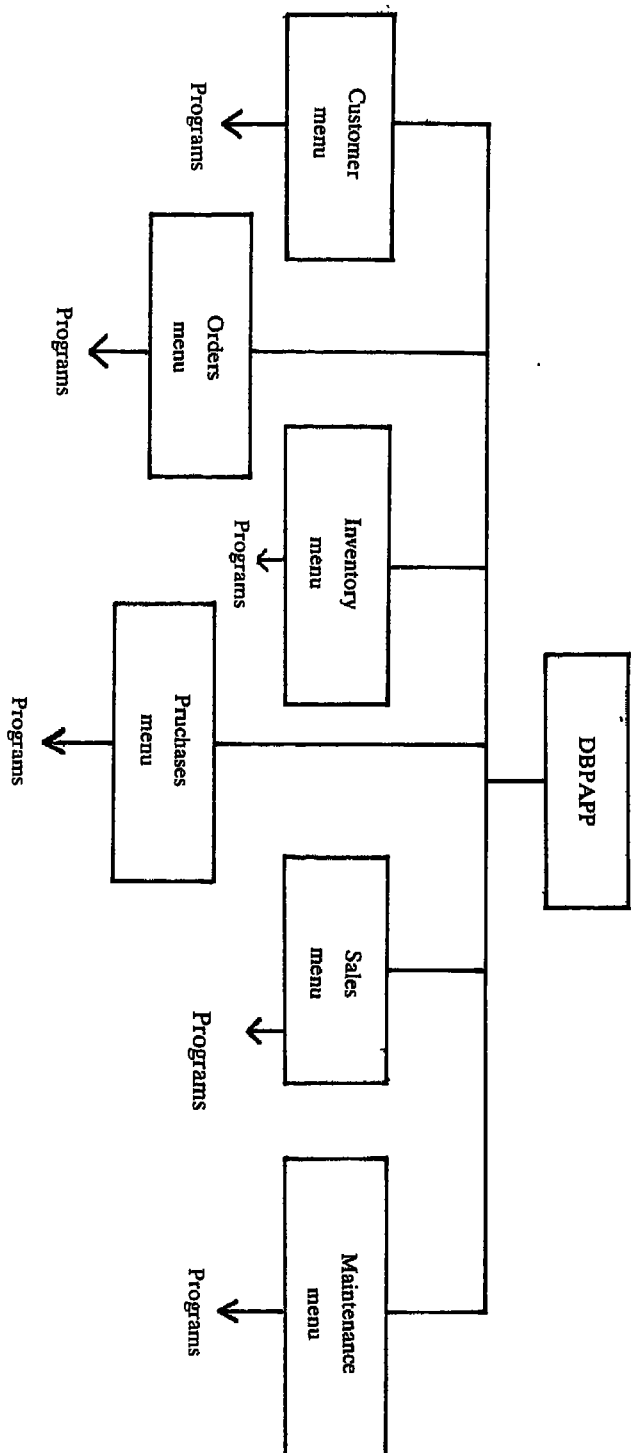 DBPAPP
Customer
menu
Orders
menu
Inventory
menu
Pruchases
menu
Sales
menu
Maintenance
menu
Programs
Programs
Programs
Programs
Programs
Programs